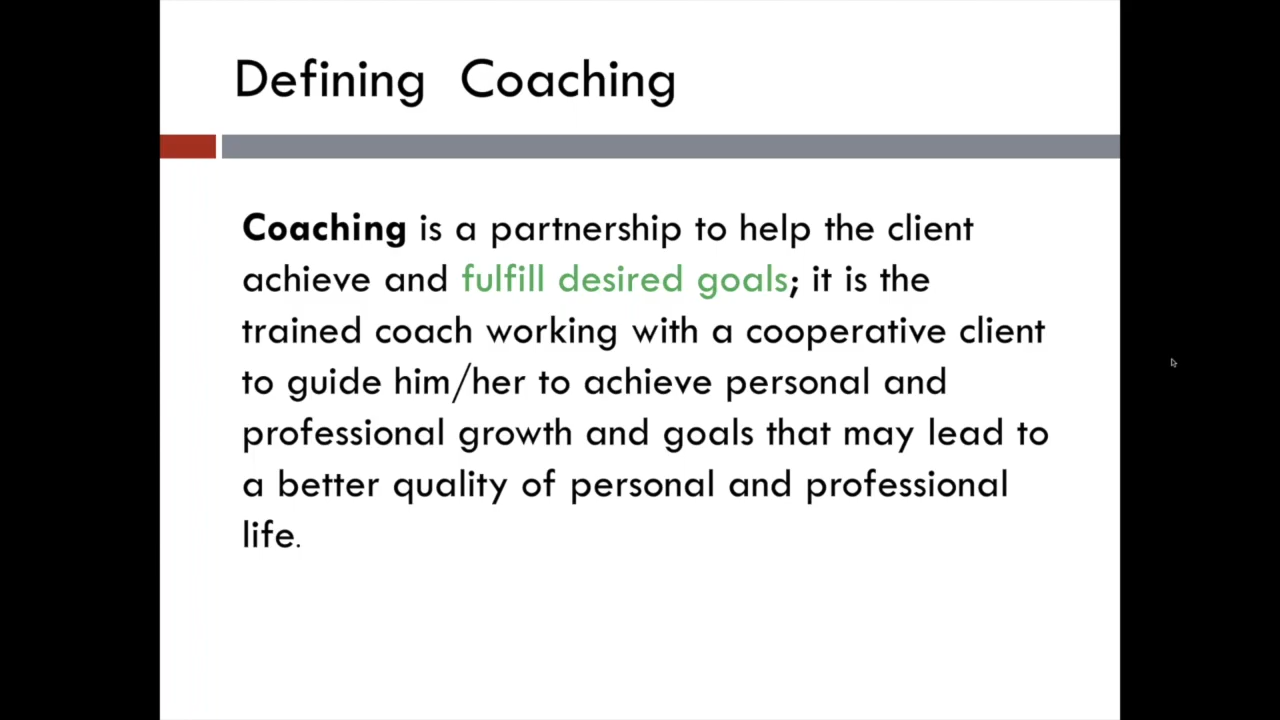 Defining Coaching
Coaching is a partnership to help the client
achieve and fulfill desired goals; it is the
trained coach working with a cooperative client
to guide him/her to achieve personal and
professional growth and goals that may lead to
a better quality of personal and professional
life.